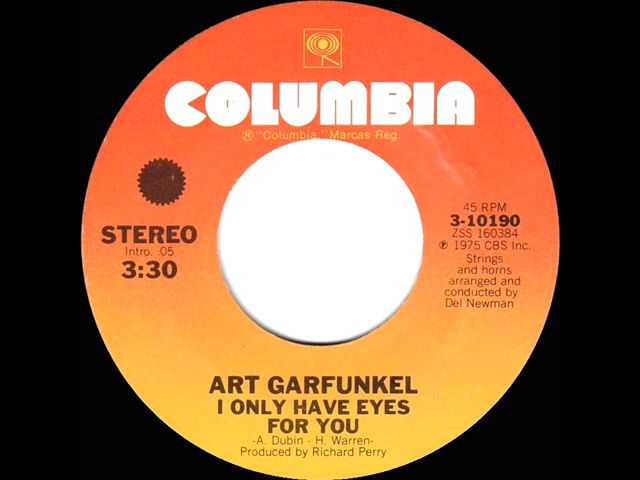 COLUMBIA
® "Columbia," Marcas Reg.
STEREO
Intro. :05
3:30
45 RPM
3-10190
ZSS 160384
℗ 1975 CBS Inc.
Strings
and horns
arranged and
conducted by
Del Newman
ART GARFUNKEL
I ONLY HAVE EYES
FOR YOU
-A. Dubin - H. Warren-
Produced by Richard Perry